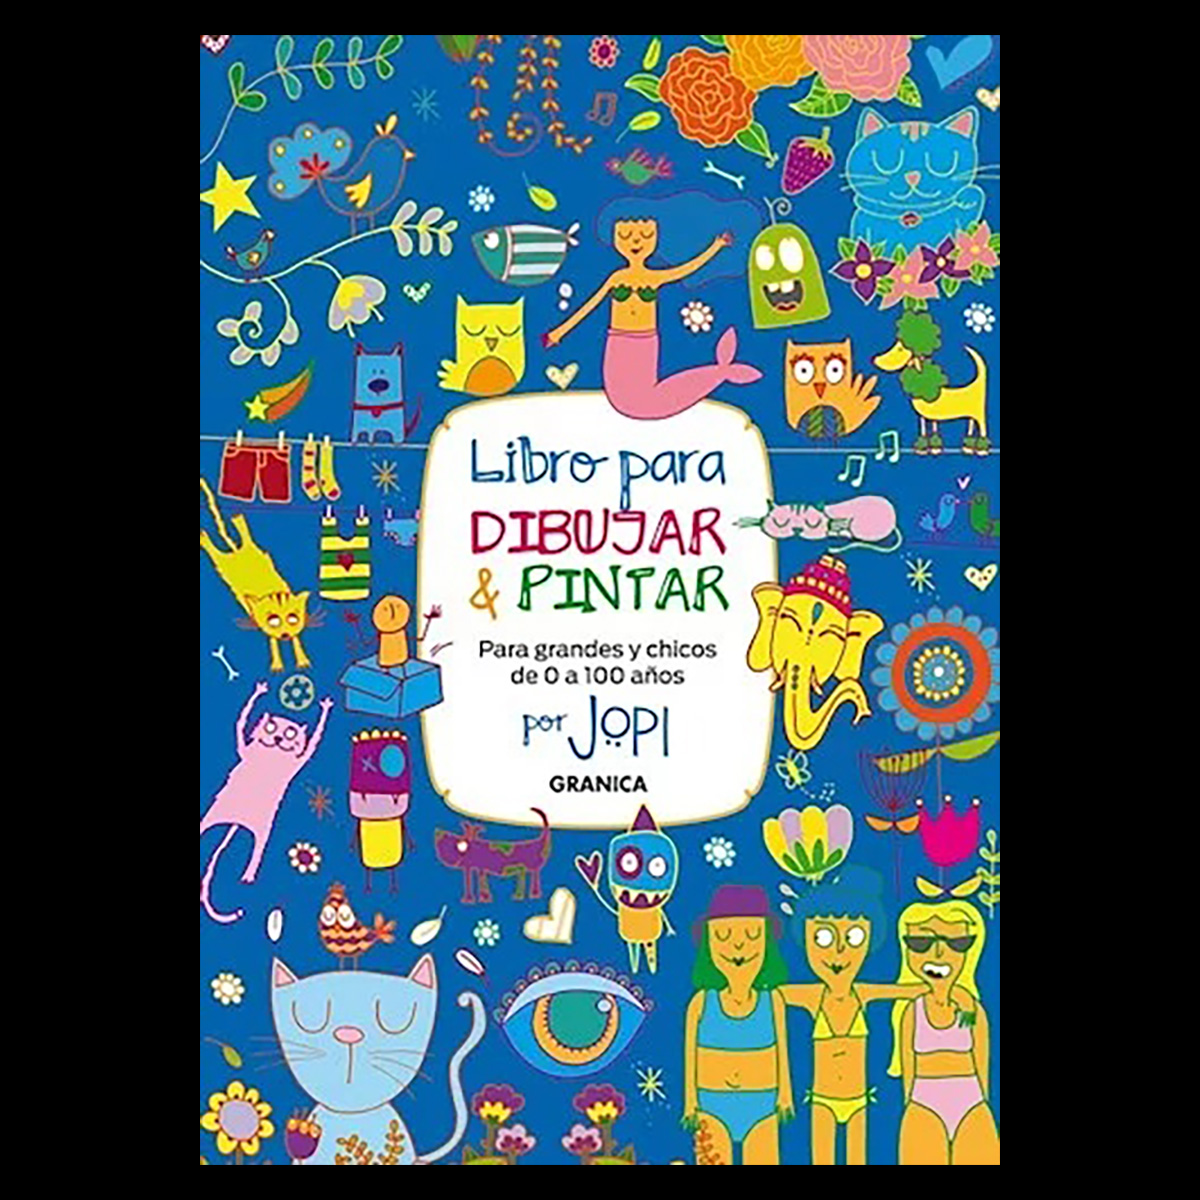 Libro para
DIBUJAR
& PINTAR
Para grandes y chicos
de 0 a 100 años
por JOPI
GRANICA